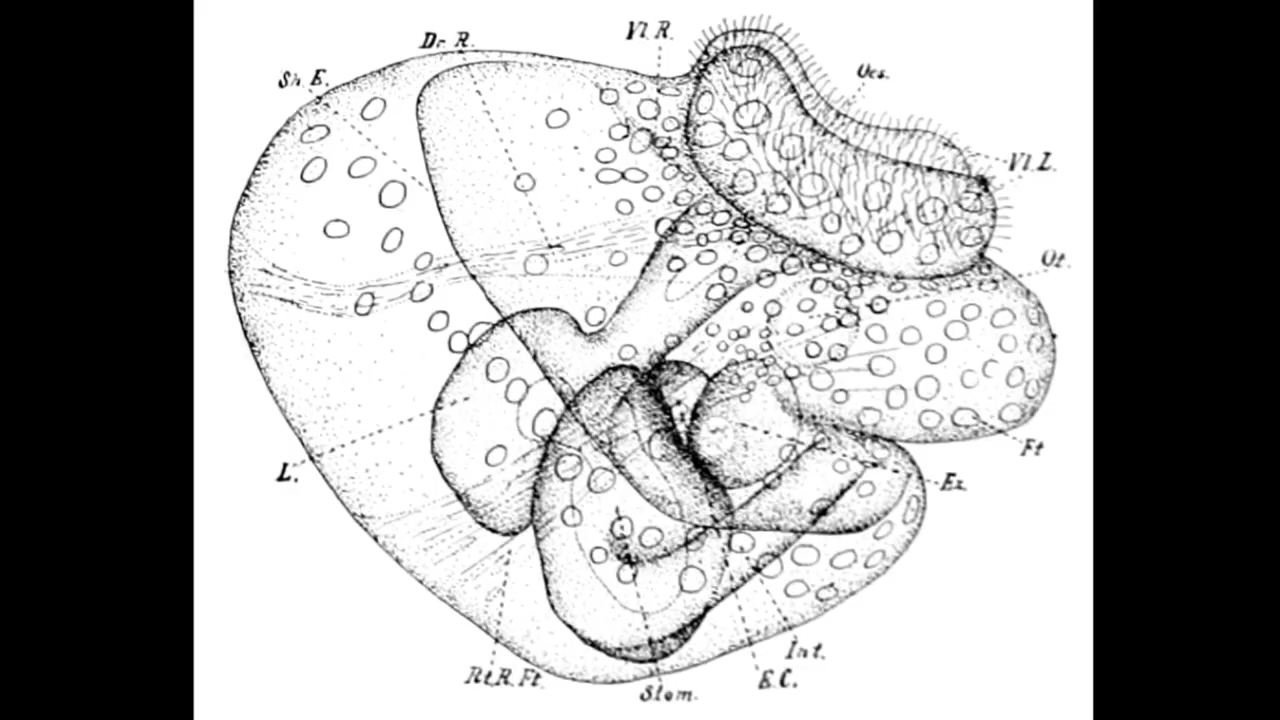 Vl. R.
Dr. R.
Oes.
Sh. E.
Vl. L.
Ot.
Ft
L.
Ex.
Int.
Rt. R. Ft.
E. C.
Stom.